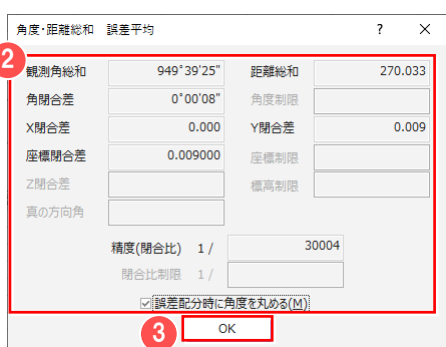 角度・距離総和 誤差平均 ? ×
2
観測角総和 949°39'25" 距離総和 270.033
角閉合差 0°00'08" 角度制限
X閉合差 0.000 Y閉合差 0.009
座標閉合差 0.009000 座標制限
Z閉合差 標高制限
真の方向角
精度(閉合比) 1/ 30004
閉合比制限 1/
誤差配分時に角度を丸める(M)
3 OK